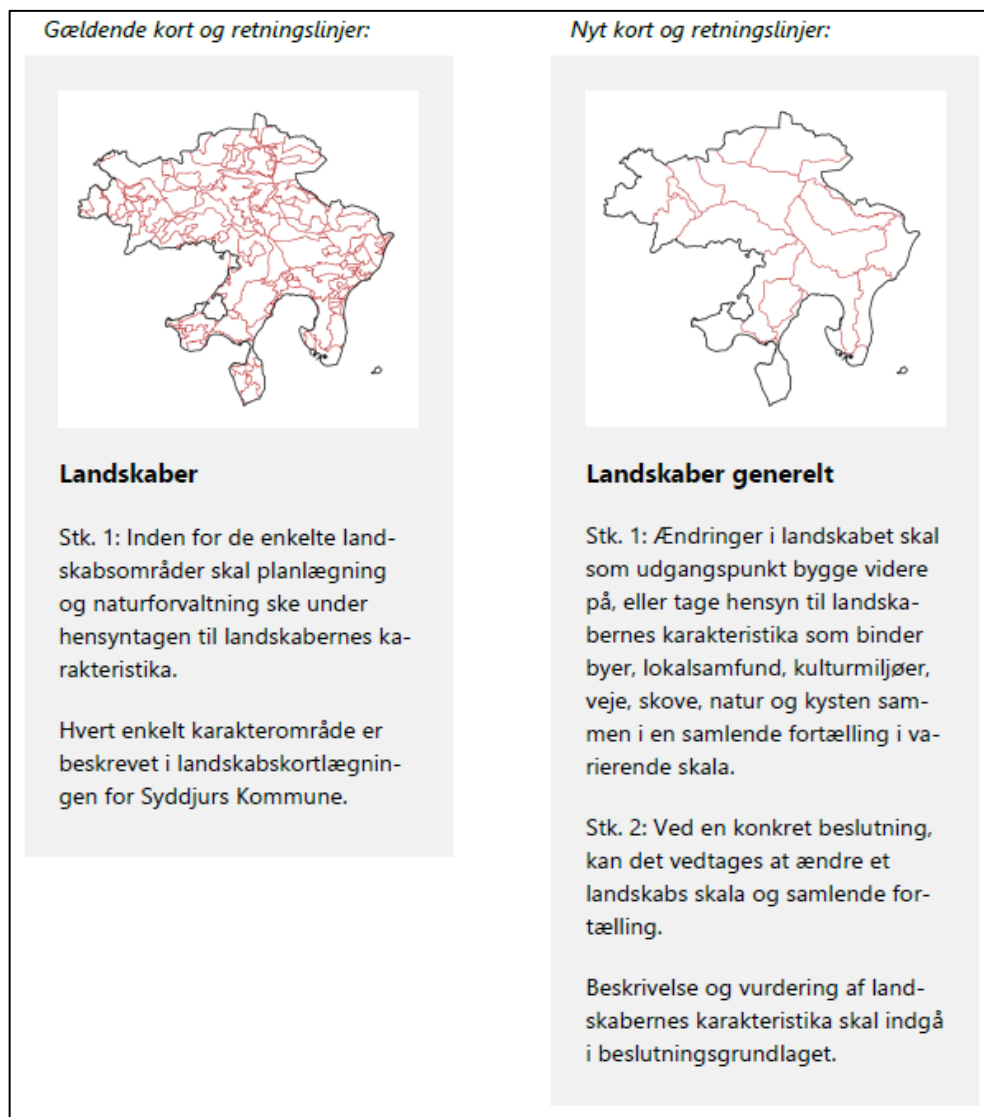 Gældende kort og retningslinjer:
Landskaber
Stk. 1: Inden for de enkelte land-
skabsområder skal planlægning
og naturforvaltning ske under
hensyntagen til landskabernes ka-
rakteristika.
Hvert enkelt karakterområde er
beskrevet i landskabskortlægnin-
gen for Syddjurs Kommune.
Nyt kort og retningslinjer:
Landskaber generelt
Stk. 1: Ændringer i landskabet skal
som udgangspunkt bygge videre
på, eller tage hensyn til landska-
bernes karakteristika som binder
byer, lokalsamfund, kulturmiljøer,
veje, skove, natur og kysten sam-
men i en samlende fortælling i va-
rierende skala.
Stk. 2: Ved en konkret beslutning,
kan det vedtages at ændre et
landskabs skala og samlende for-
tælling.
Beskrivelse og vurdering af land-
skabernes karakteristika skal indgå
i beslutningsgrundlaget.